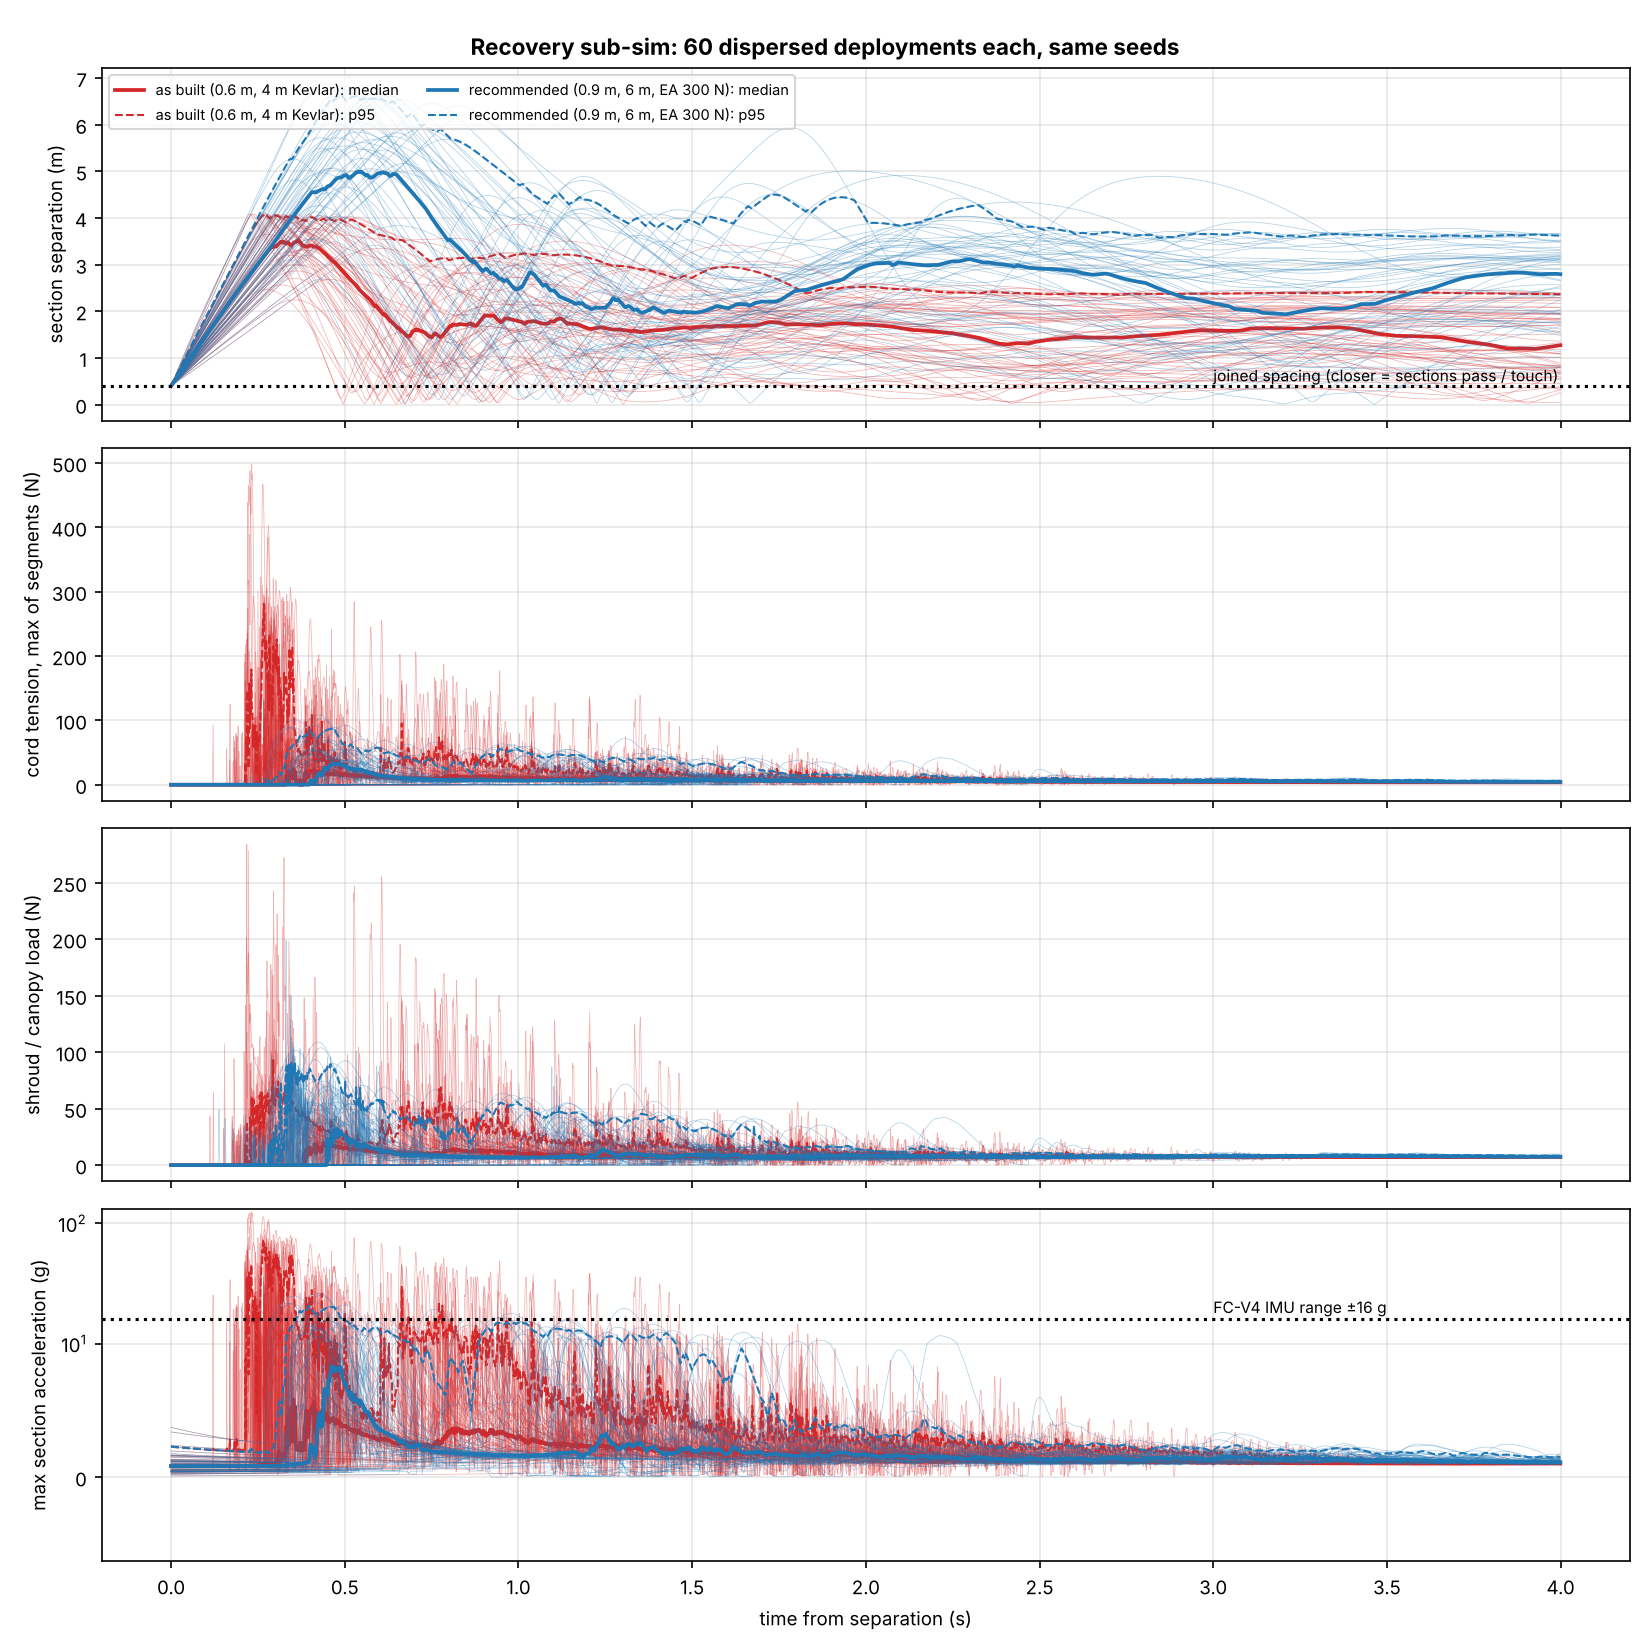 Recovery sub-sim: 60 dispersed deployments each, same seeds
as built (0.6 m, 4 m Kevlar): median
as built (0.6 m, 4 m Kevlar): p95
recommended (0.9 m, 6 m, EA 300 N): median
recommended (0.9 m, 6 m, EA 300 N): p95
section separation (m)
7
6
5
4
3
2
1
0
joined spacing (closer = sections pass / touch)
cord tension, max of segments (N)
500
400
300
200
100
0
shroud / canopy load (N)
250
200
150
100
50
0
max section acceleration (g)
10²
10¹
0
FC-V4 IMU range ±16 g
0.0 0.5 1.0 1.5 2.0 2.5 3.0 3.5 4.0
time from separation (s)